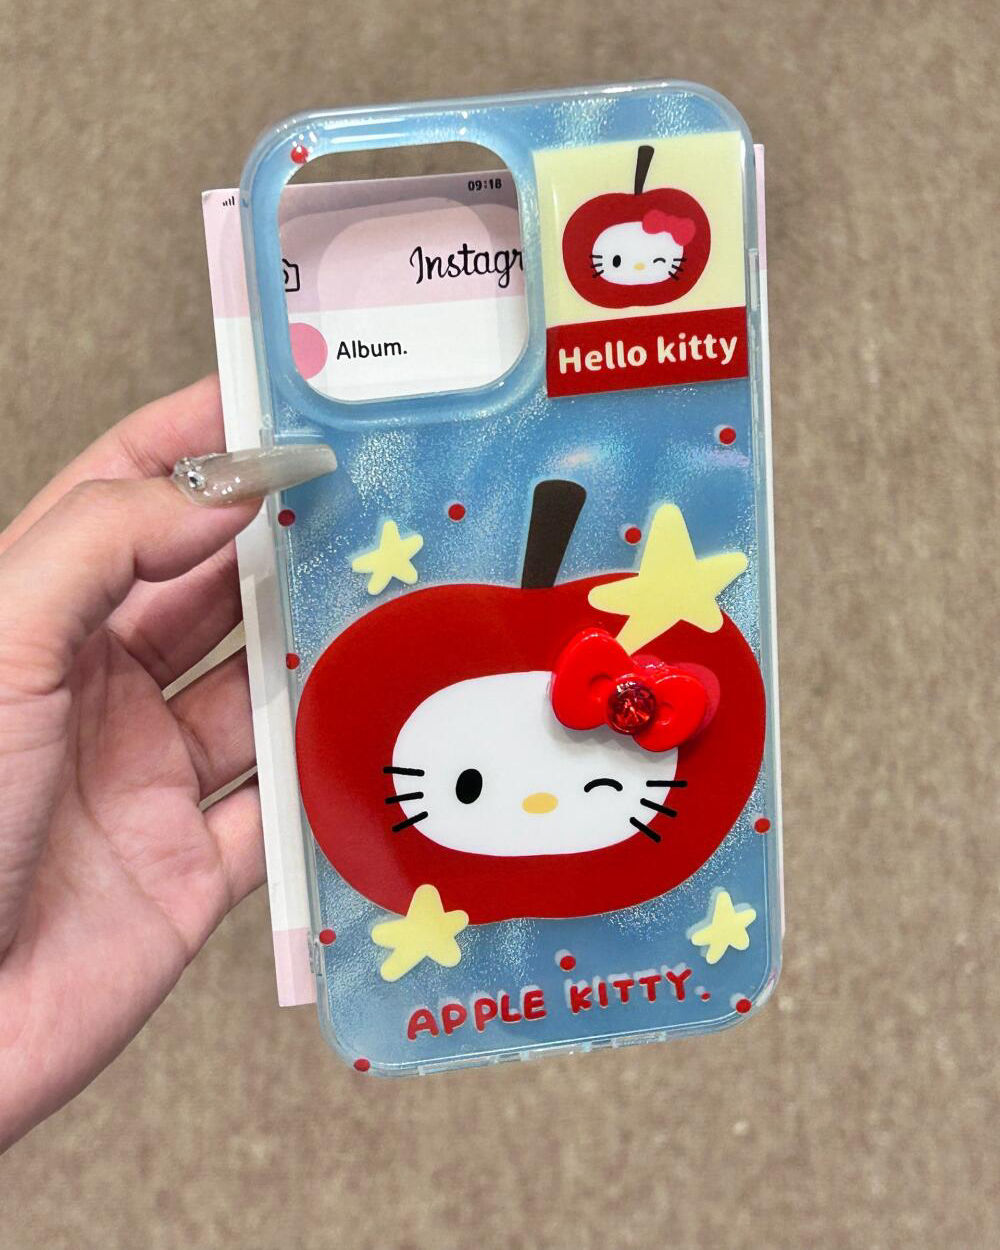 09:18
Instagr
Album.
Hello kitty
APPLE KITTY.